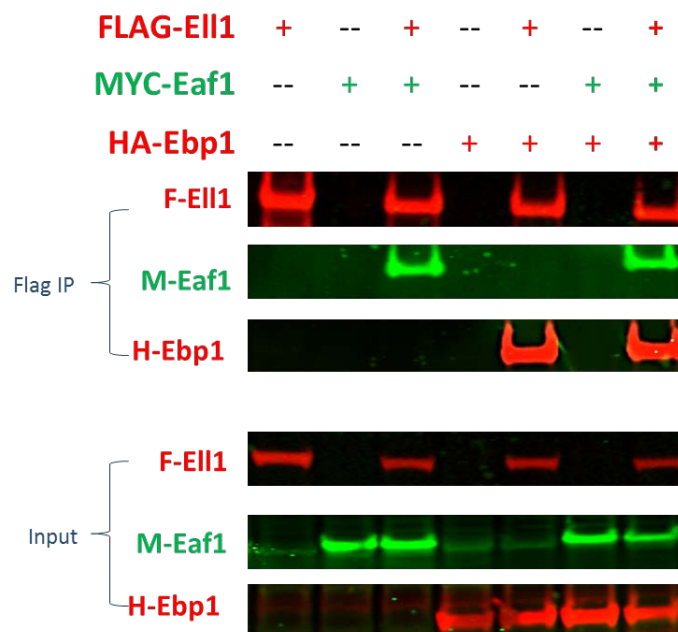 FLAG-Ell1 + -- + -- + -- +
MYC-Eaf1 -- + + -- -- + +
HA-Ebp1 -- -- -- + + + +
F-Ell1
M-Eaf1
Flag IP
H-Ebp1
F-Ell1
Input
M-Eaf1
H-Ebp1